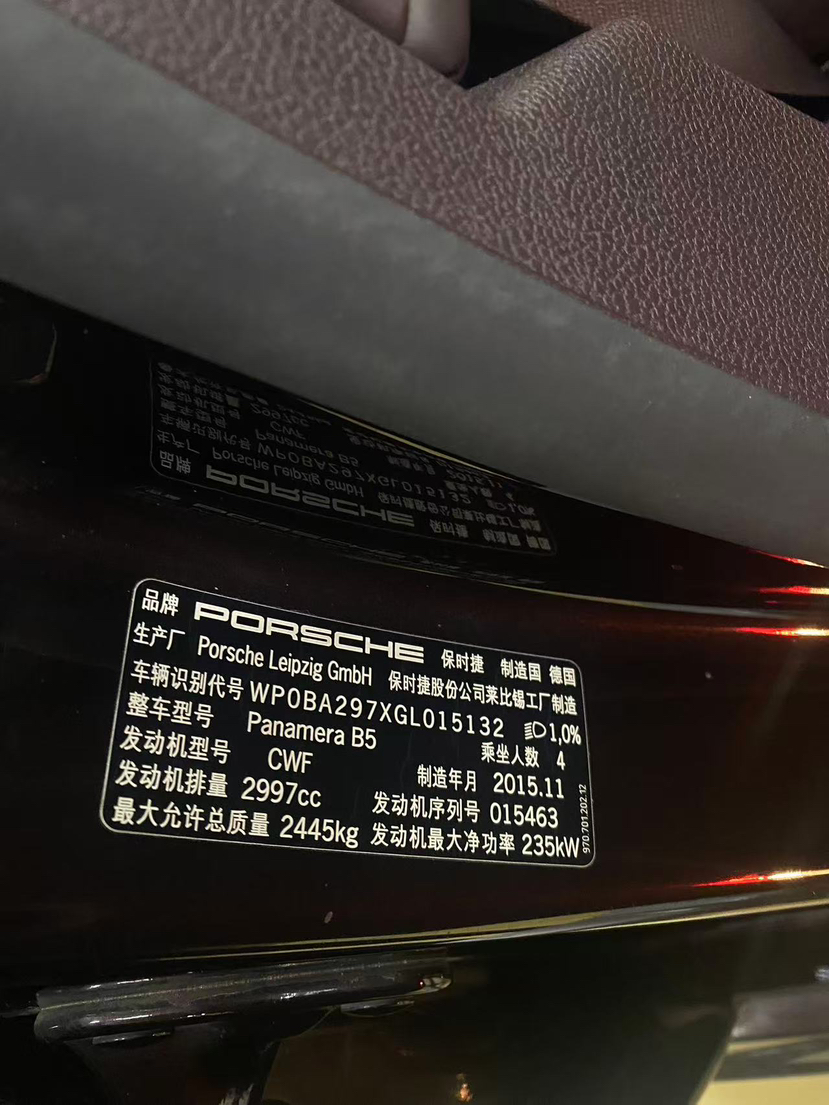 品牌 PORSCHE 保时捷 制造国 德国
生产厂 Porsche Leipzig GmbH 保时捷股份公司莱比锡工厂制造
车辆识别代号 WP0BA297XGL015132 1,0%
整车型号 Panamera B5 乘坐人数 4
发动机型号 CWF 制造年月 2015.11
发动机排量 2997cc 发动机序列号 015463
最大允许总质量 2445kg 发动机最大净功率 235kW
970.701.202.12